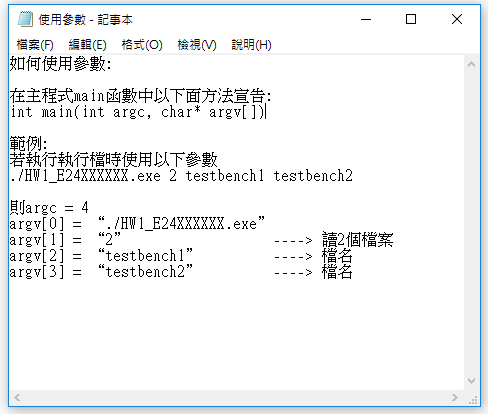 使用參數 - 記事本
檔案(F) 編輯(E) 格式(O) 檢視(V) 說明(H)
如何使用參數:
在主程式main函數中以下面方法宣告:
int main(int argc, char* argv[])
範例:
若執行執行檔時使用以下參數
./HW1_E24XXXXXX.exe 2 testbench1 testbench2
則argc = 4
argv[0] = “./HW1_E24XXXXXX.exe”
argv[1] = “2” ----> 讀2個檔案
argv[2] = “testbench1” ----> 檔名
argv[3] = “testbench2” ----> 檔名